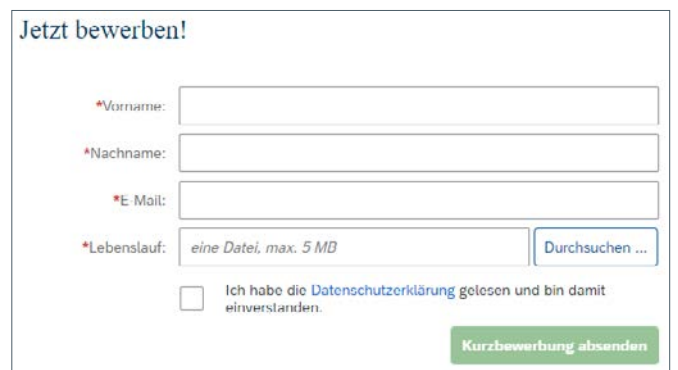 Jetzt bewerben!
*Vorname:
*Nachname:
*E-Mail:
*Lebenslauf: eine Datei, max. 5 MB Durchsuchen ...
Ich habe die Datenschutzerklärung gelesen und bin damit
einverstanden.
Kurzbewerbung absenden